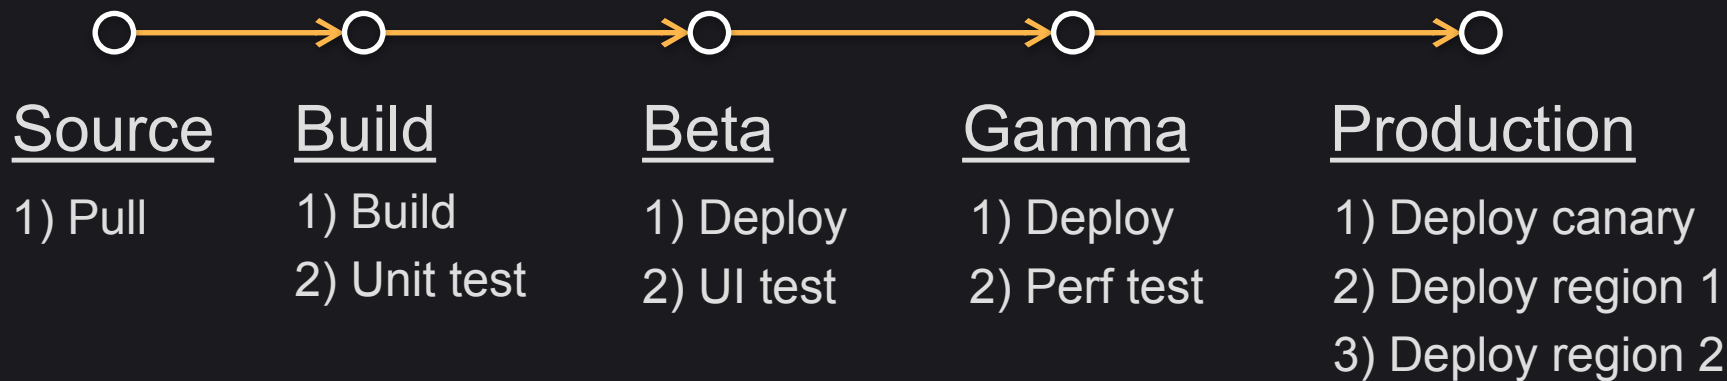 Source
1) Pull
Build
1) Build
2) Unit test
Beta
1) Deploy
2) UI test
Gamma
1) Deploy
2) Perf test
Production
1) Deploy canary
2) Deploy region 1
3) Deploy region 2